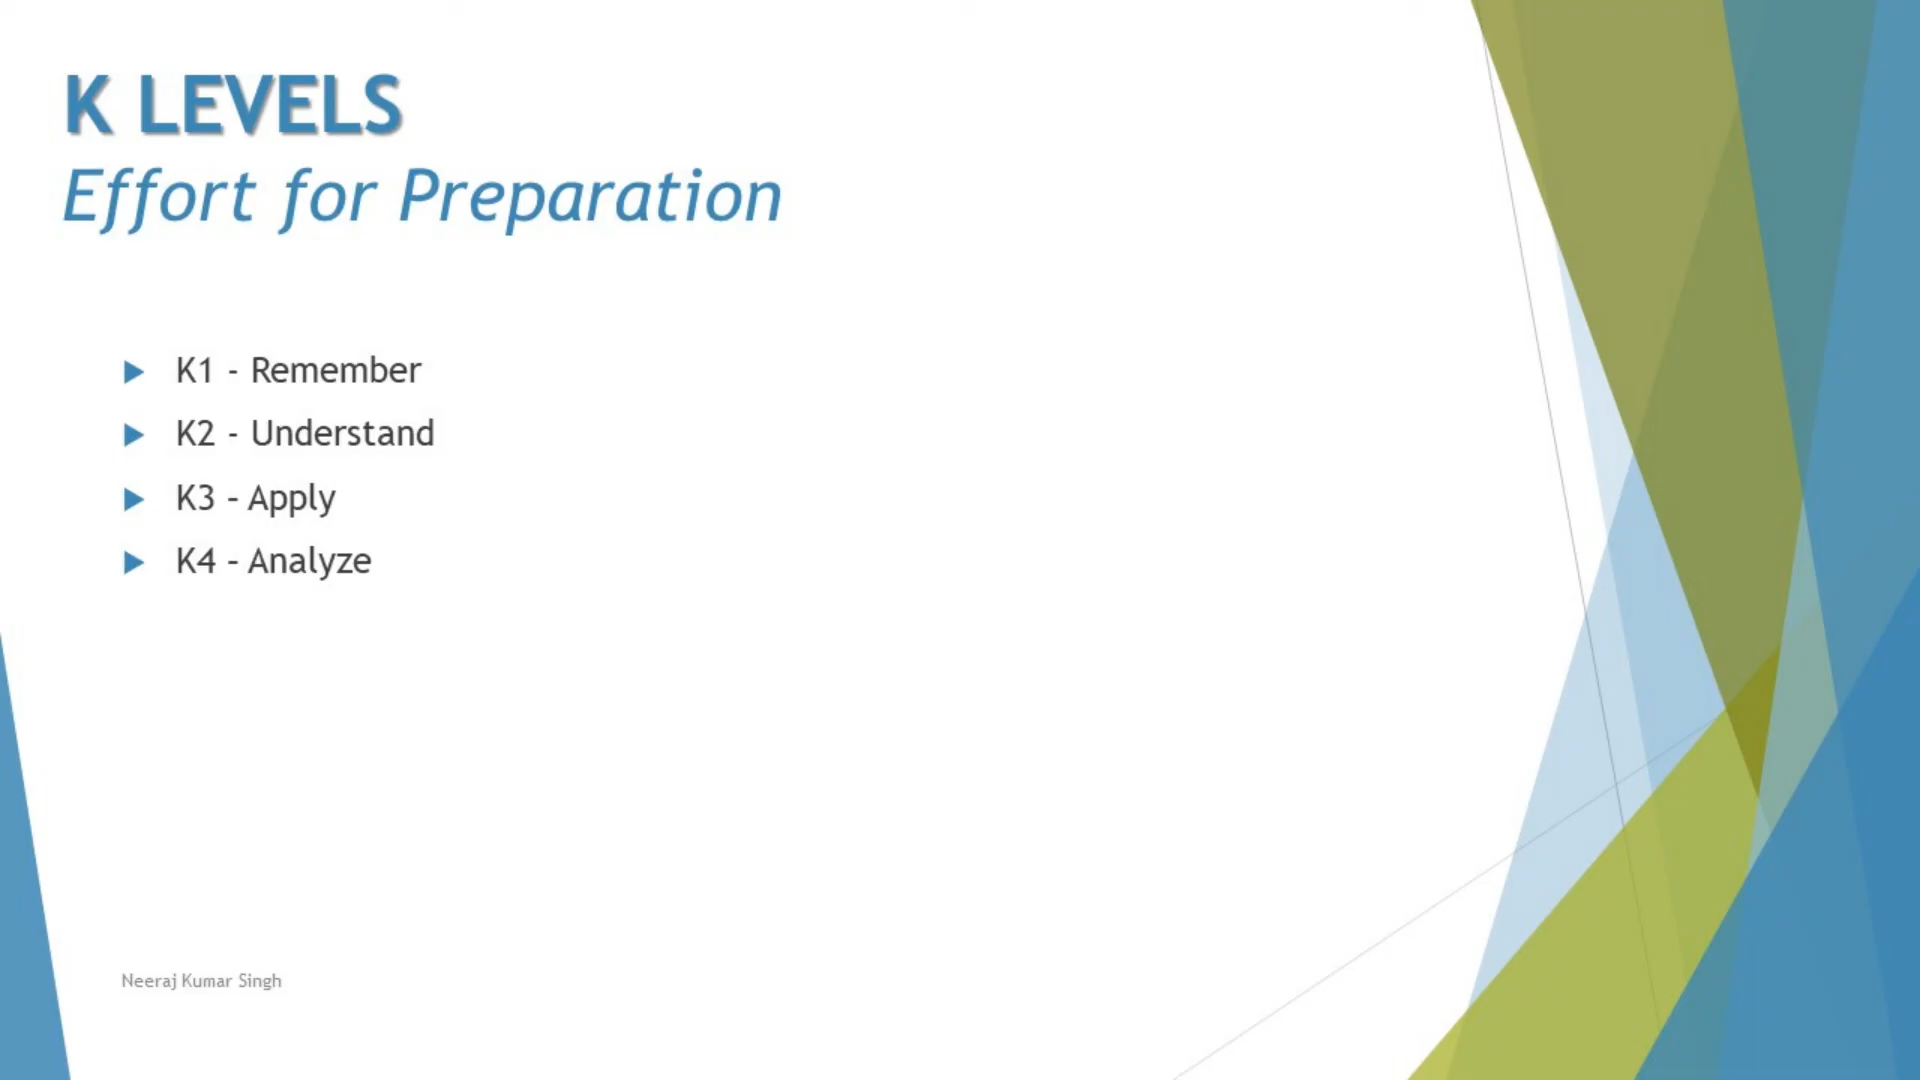 K LEVELS
Effort for Preparation
K1 - Remember
K2 - Understand
K3 – Apply
K4 – Analyze
Neeraj Kumar Singh